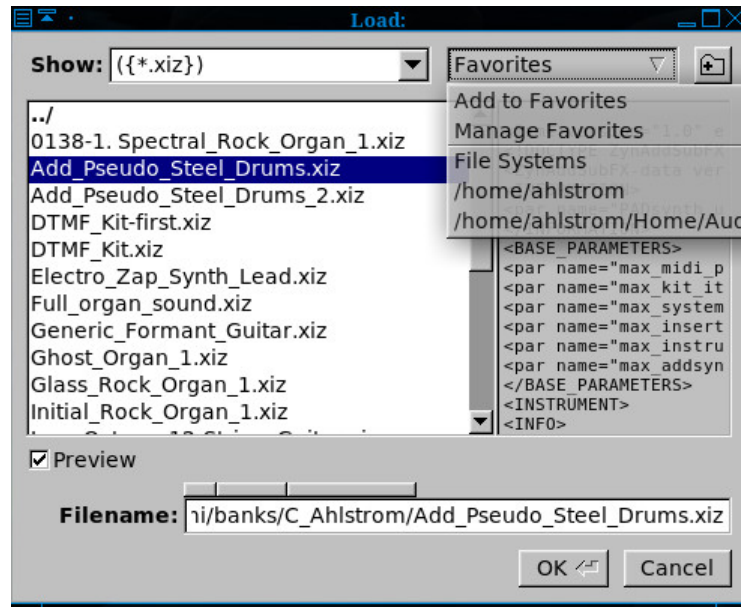 Load:
Show: ({*.xiz})
Favorites
Add to Favorites
Manage Favorites
File Systems
/home/ahlstrom
/home/ahlstrom/Home/Aud
../
0138-1. Spectral_Rock_Organ_1.xiz
Add_Pseudo_Steel_Drums.xiz
Add_Pseudo_Steel_Drums_2.xiz
DTMF_Kit-first.xiz
DTMF_Kit.xiz
Electro_Zap_Synth_Lead.xiz
Full_organ_sound.xiz
Generic_Formant_Guitar.xiz
Ghost_Organ_1.xiz
Glass_Rock_Organ_1.xiz
Initial_Rock_Organ_1.xiz
<BASE_PARAMETERS>
<par name="max_midi_p
<par name="max_kit_it
<par name="max_system
<par name="max_insert
<par name="max_instru
<par name="max_addsyn
</BASE_PARAMETERS>
<INSTRUMENT>
<INFO>
Preview
Filename: ni/banks/C_Ahlstrom/Add_Pseudo_Steel_Drums.xiz
OK
Cancel